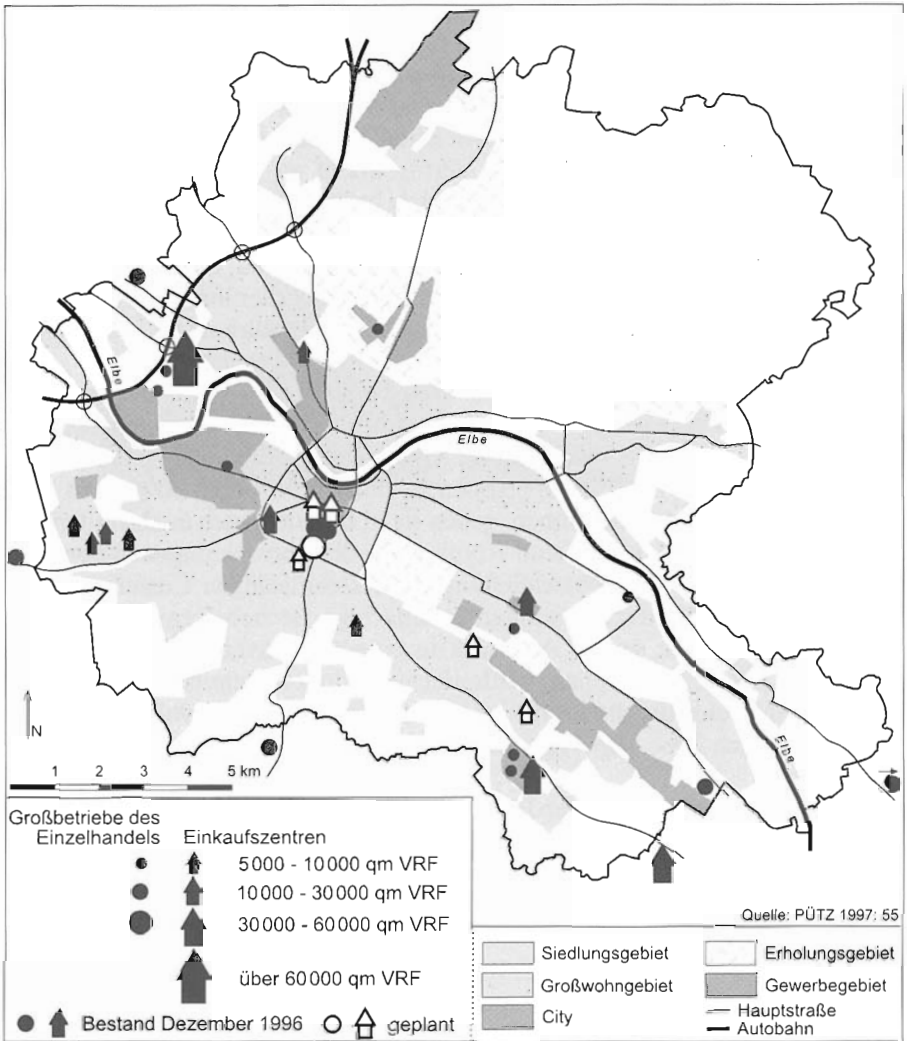 Elbe
Elbe
Elbe
N
1 2 3 4 5 km
Großbetriebe des
Einzelhandels
Einkaufszentren
5000 - 10000 qm VRF
10000 - 30000 qm VRF
30000 - 60000 qm VRF
über 60000 qm VRF
Bestand Dezember 1996
geplant
Quelle: PÜTZ 1997: 55
Siedlungsgebiet
Großwohngebiet
City
Erholungsgebiet
Gewerbegebiet
Hauptstraße
Autobahn